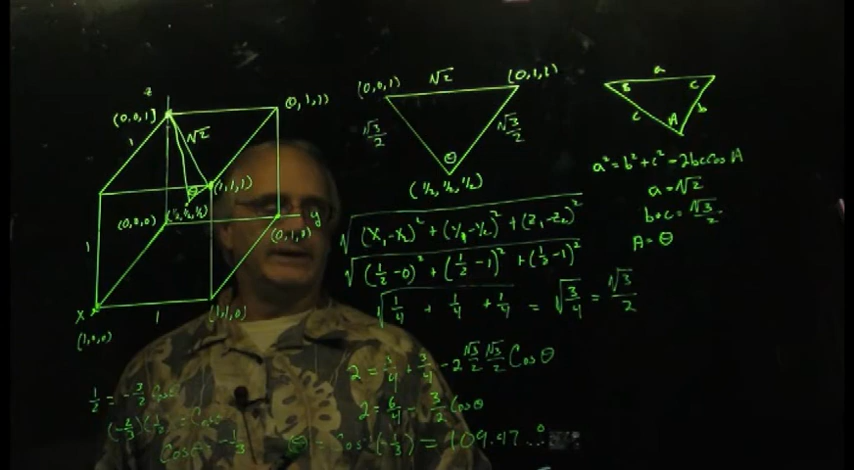 z
(0,0,1)
(0,1,1)
1
√2
θ
(1,1,1)
(0,0,0)
(½,½,½)
y
(0,1,0)
1
x
(1,0,0)
1
(1,1,0)
(0,0,1)
√2
√3/2
√3/2
θ
(½,½,½)
a
B
C
c
b
A
a² = b² + c² - 2bc cos A
a = √2
b = c = √3/2
A = θ
√(x₁-x₂)² + (y₁-y₂)² + (z₁-z₂)²
√(1/2-0)² + (1/2-1)² + (1/2-1)²
√1/4 + 1/4 + 1/4 = √3/4 = √3/2
2 = 3/4 + 3/4 - 2 √3/2 √3/2 Cos θ
2 = 6/4 - 3/2 Cos θ
1/2 = -3/2 Cos θ
Cos θ = -1/3
θ = Cos⁻¹(-1/3) = 109.47...°